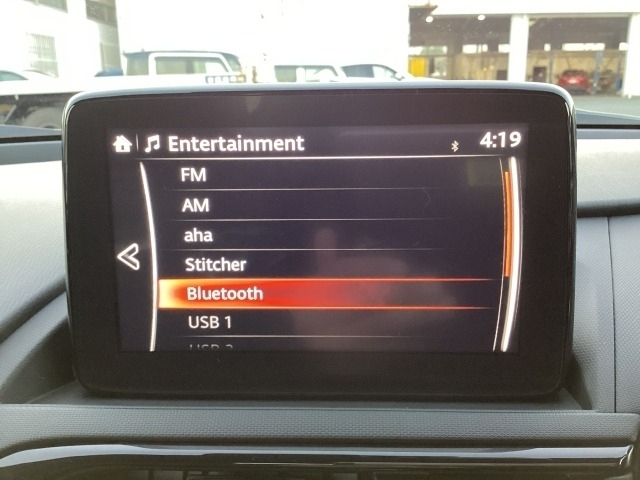 Entertainment 4:19
FM
AM
aha
Stitcher
Bluetooth
USB 1